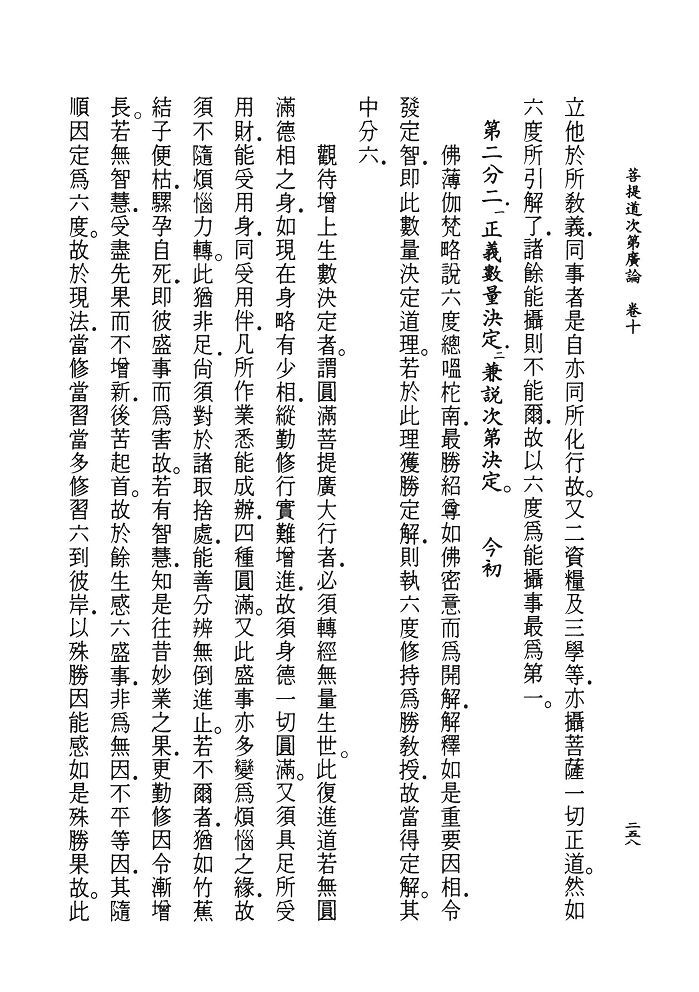 菩提道次第廣論　卷十
二五八
立他於所教義．同事者是自亦同所化行故。又二資糧及三學等．亦攝菩薩一切正道。然如
六度所引解了．諸餘能攝則不能爾．故以六度為能攝事最為第一。
第二分二．一正義數量決定．二兼説次第決定。　今初
佛薄伽梵略說六度總嗢柁南．最勝紹尊如佛密意而為開解．解釋如是重要因相．令
發定智．即此數量決定道理。若於此理獲勝定解．則執六度修持為勝教授．故當得定解。其
中分六．
觀待增上生數決定者。謂圓滿菩提廣大行者．必須轉經無量生世。此復進道若無圓
滿德相之身．如現在身略有少相．縱勤修行實難增進．故須身德一切圓滿。又須具足所受
用財．能受用身．同受用伴．凡所作業悉能成辦．四種圓滿。又此盛事亦多變為煩惱之緣．故
須不隨煩惱力轉。此猶非足．尚須對於諸取捨處．能善分辨無倒進止。若不爾者．猶如竹蕉
結子便枯．騾孕自死．即彼盛事而為害故。若有智慧．知是往昔妙業之果．更勤修因令漸增
長。若無智慧．受盡先果而不增新．後苦起首。故於餘生感六盛事．非為無因．不平等因．其隨
順因定為六度。故於現法．當修當習當多修習六到彼岸．以殊勝因能感如是殊勝果故。此